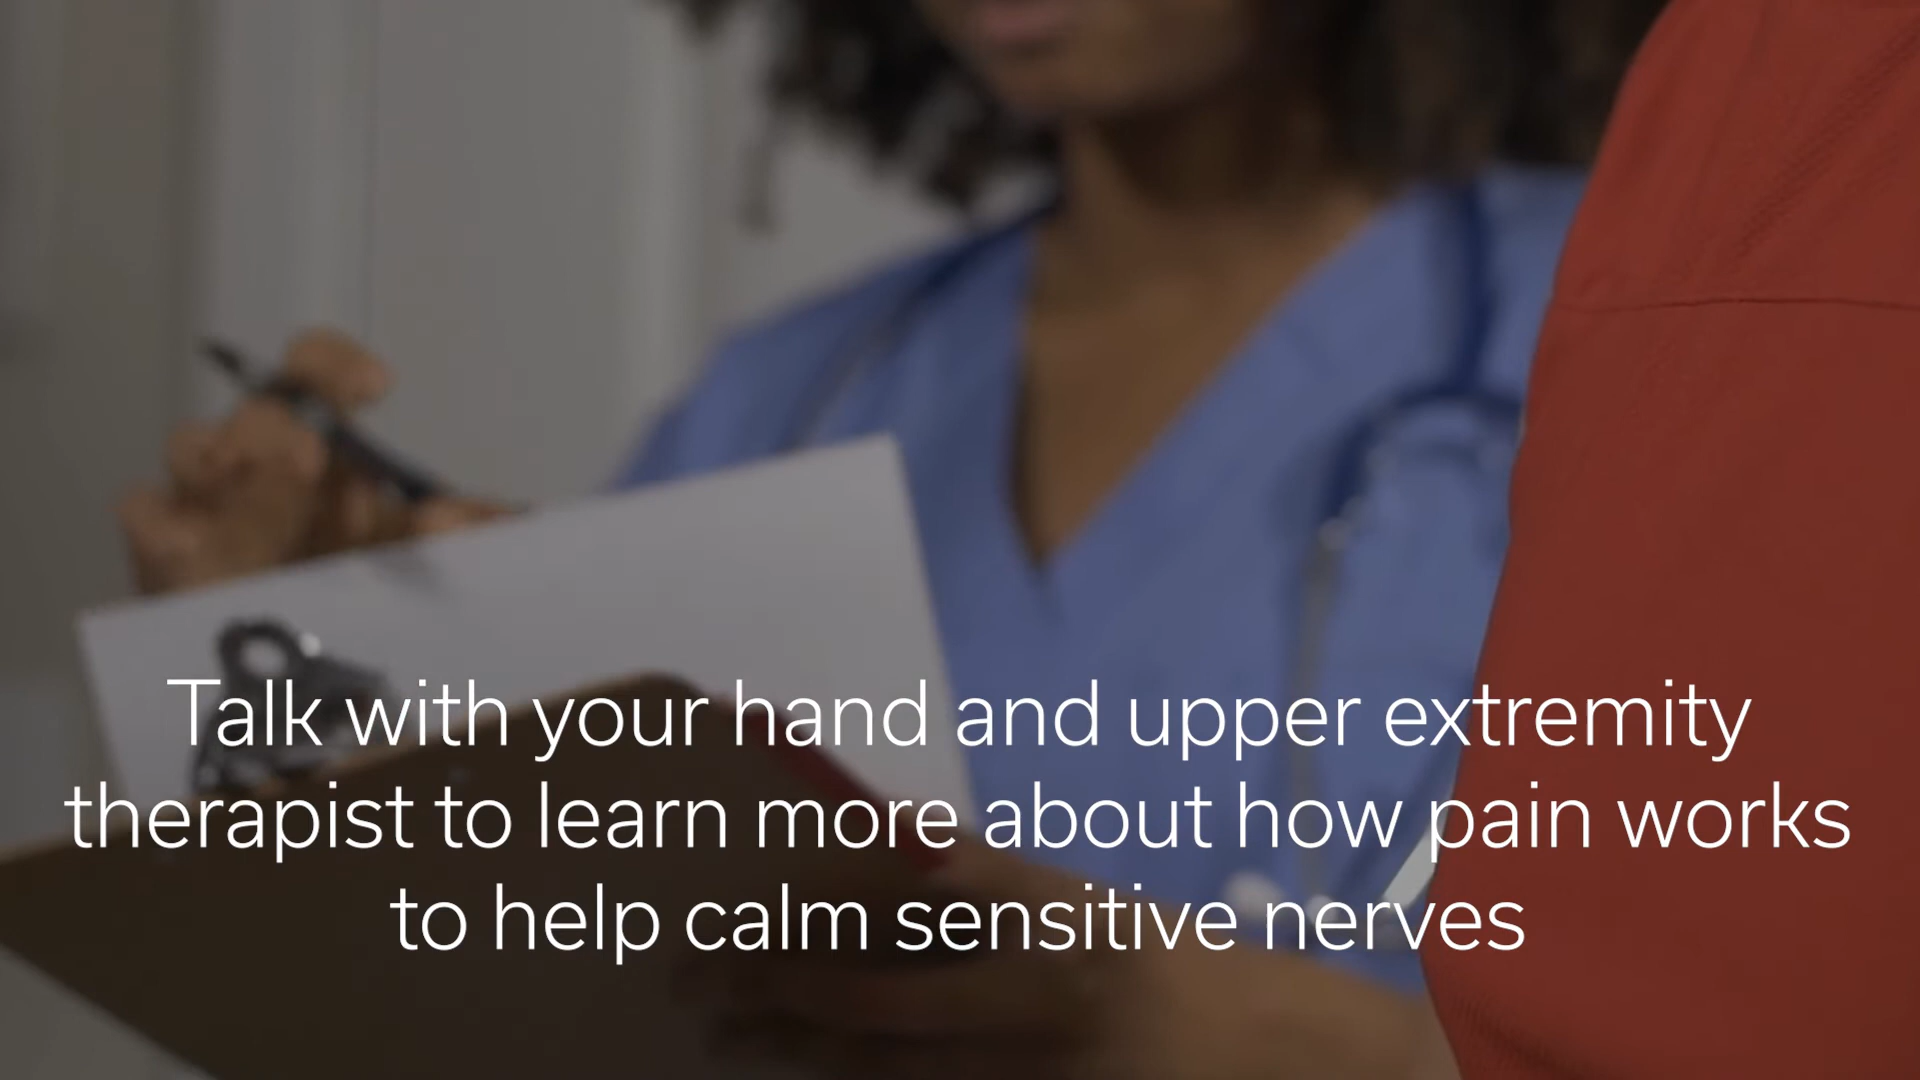 Talk with your hand and upper extremity
therapist to learn more about how pain works
to help calm sensitive nerves